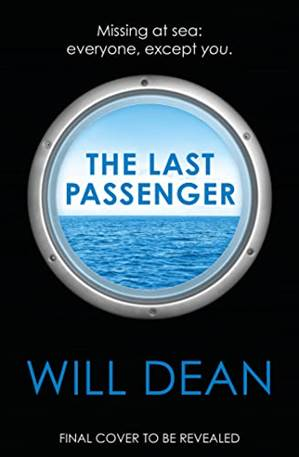 Missing at sea:
everyone, except you.
THE LAST
PASSENGER
WILL DEAN
FINAL COVER TO BE REVEALED